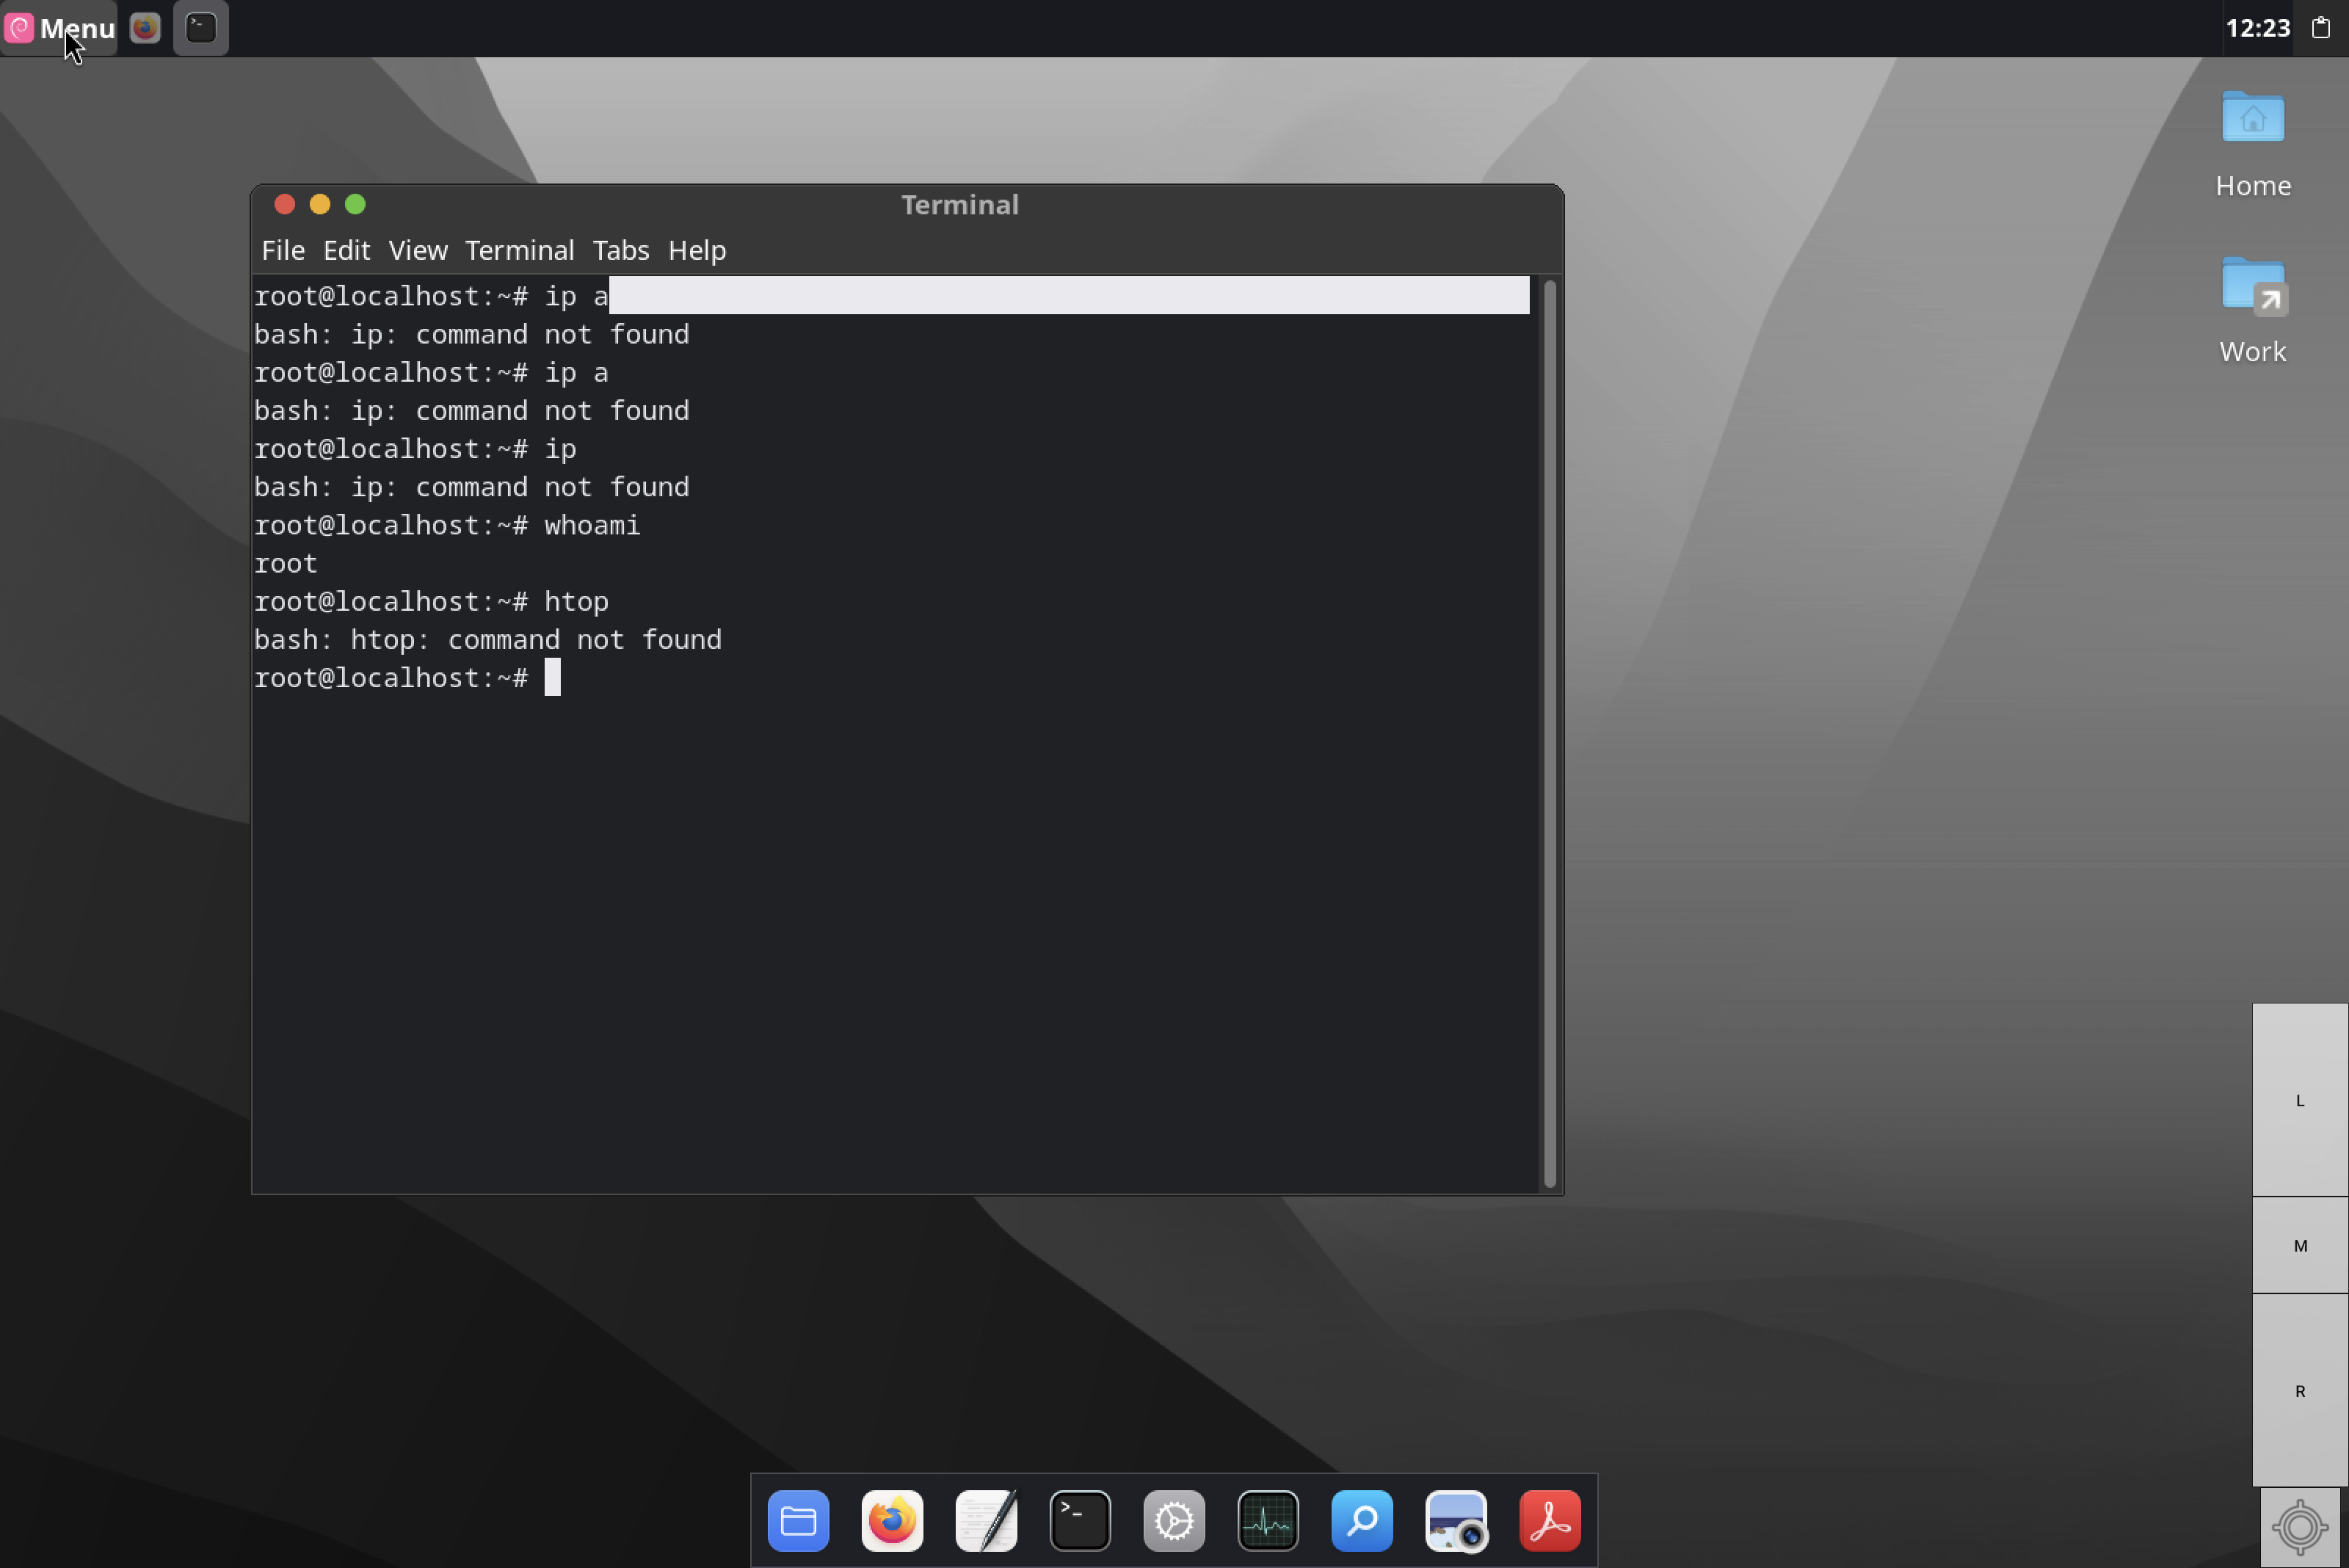 Menu
12:23
Home
Work
Terminal
File Edit View Terminal Tabs Help
root@localhost:~# ip a
bash: ip: command not found
root@localhost:~# ip a
bash: ip: command not found
root@localhost:~# ip
bash: ip: command not found
root@localhost:~# whoami
root
root@localhost:~# htop
bash: htop: command not found
root@localhost:~#
L
M
R